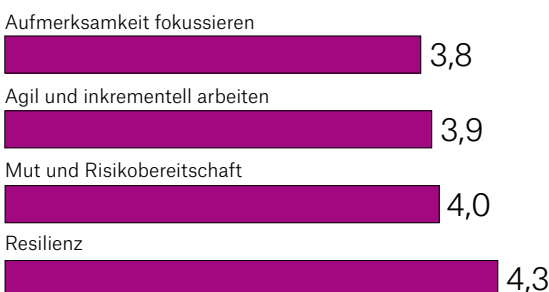 Aufmerksamkeit fokussieren
3,8
Agil und inkrementell arbeiten
3,9
Mut und Risikobereitschaft
4,0
Resilienz
4,3